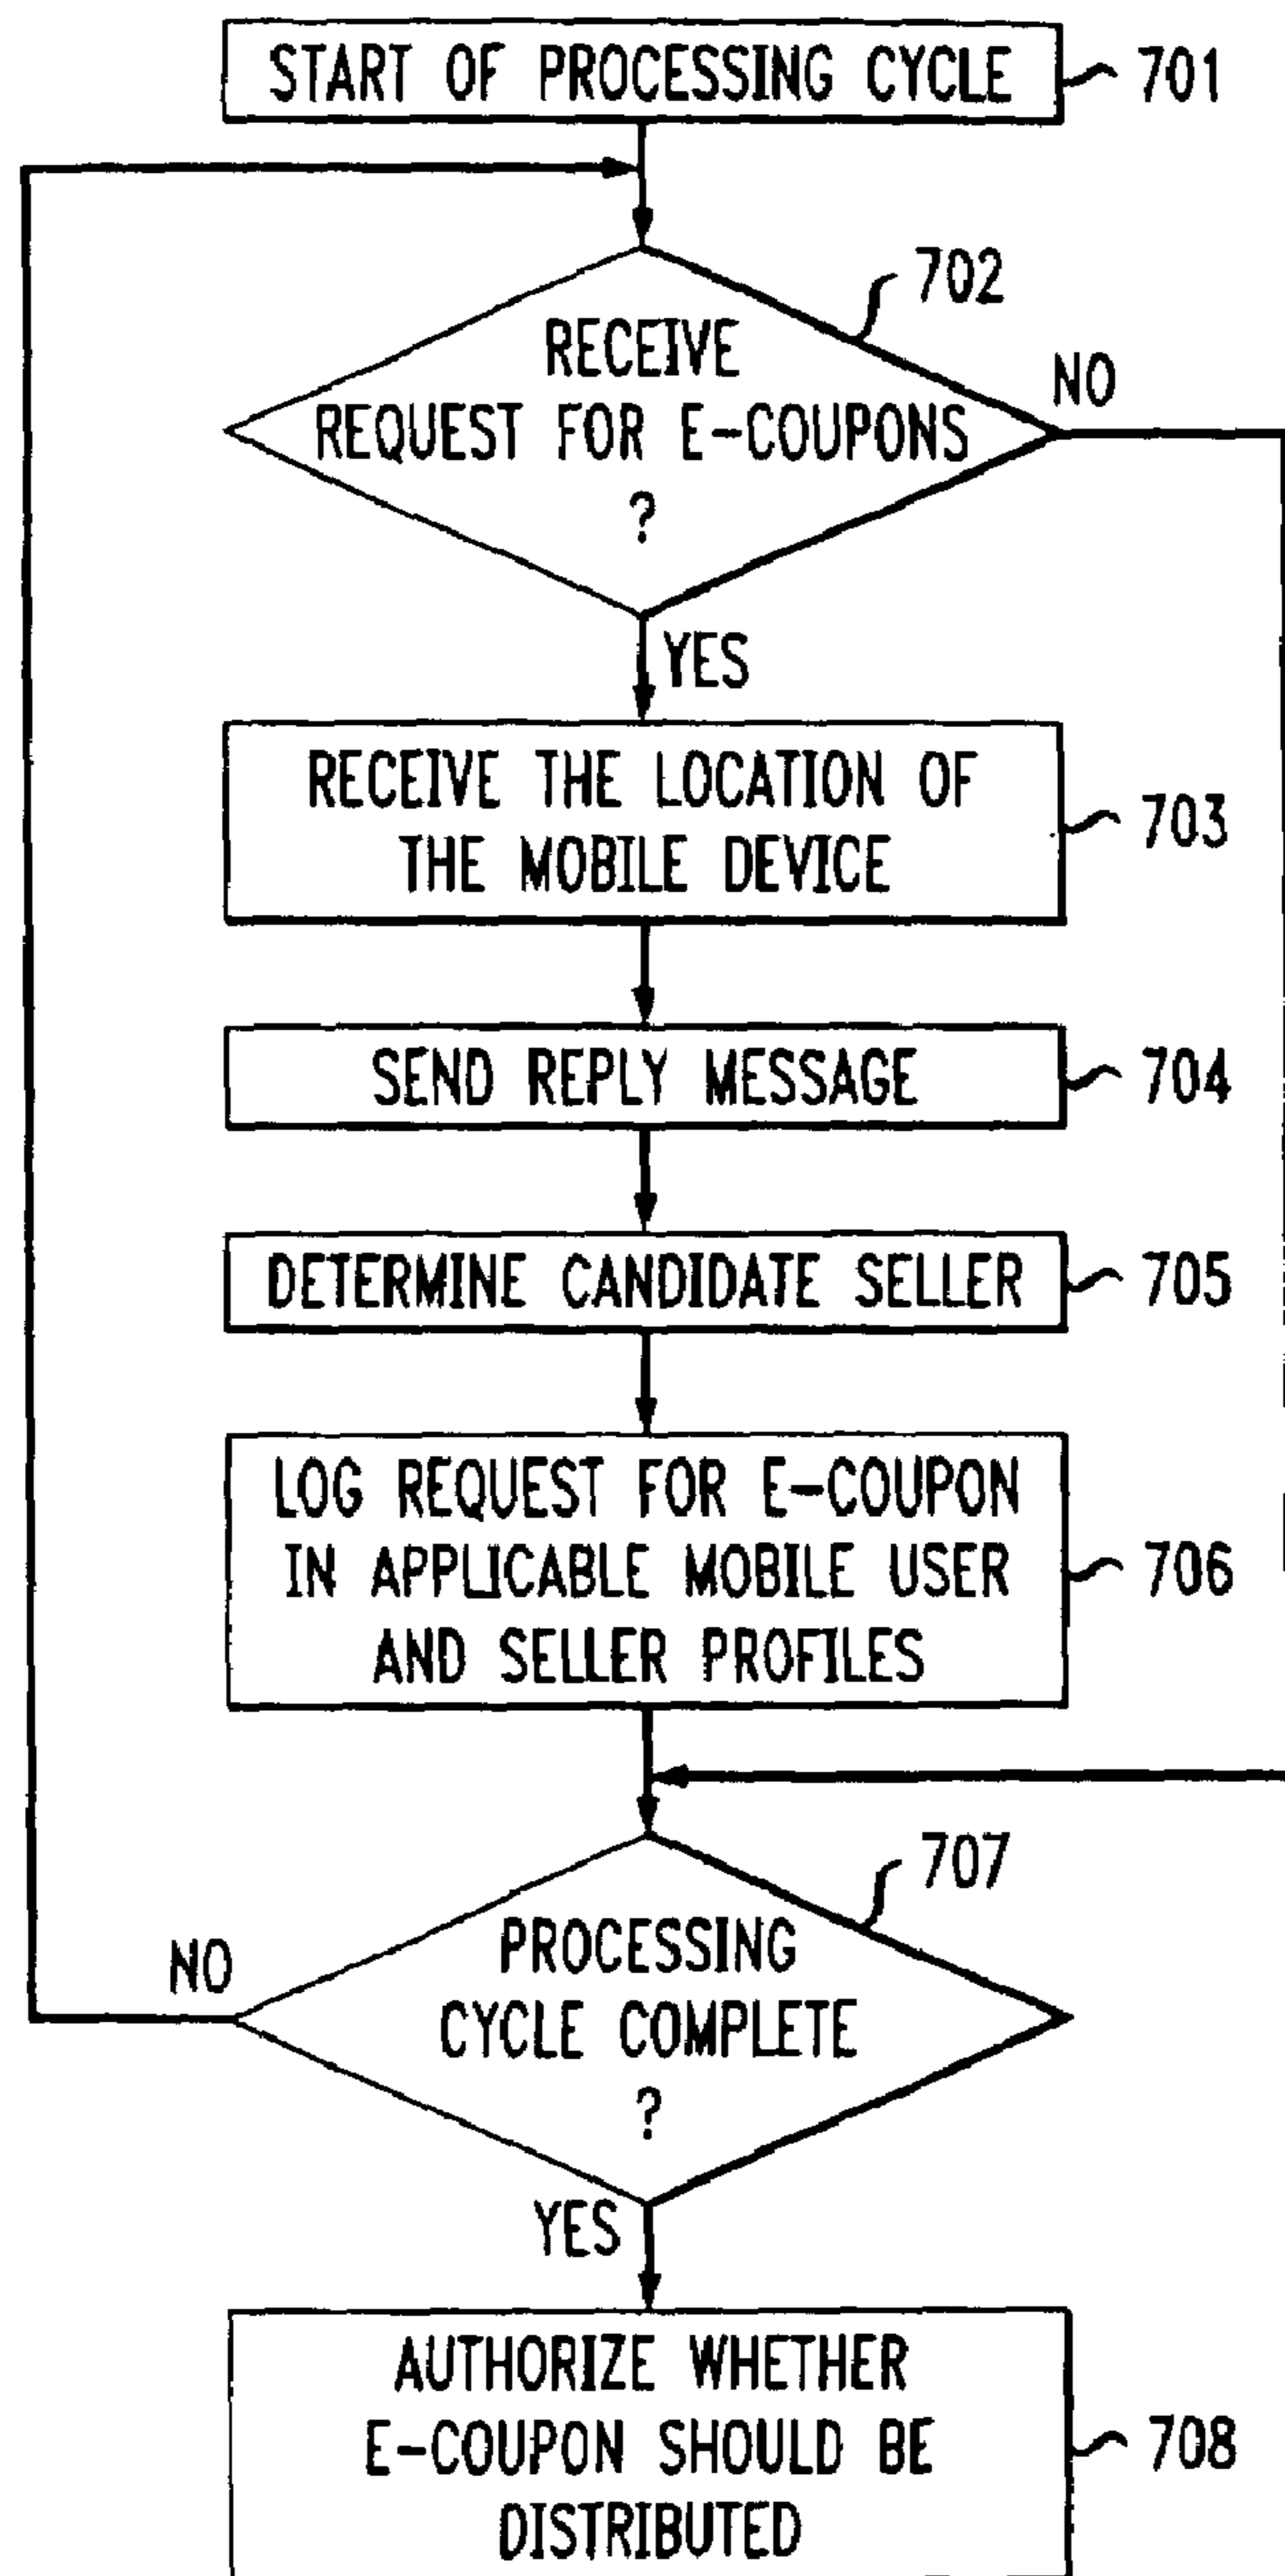 START OF PROCESSING CYCLE
701
702
RECEIVE
REQUEST FOR E-COUPONS
?
NO
YES
RECEIVE THE LOCATION OF
THE MOBILE DEVICE
703
SEND REPLY MESSAGE
704
DETERMINE CANDIDATE SELLER
705
LOG REQUEST FOR E-COUPON
IN APPLICABLE MOBILE USER
AND SELLER PROFILES
706
707
PROCESSING
CYCLE COMPLETE
?
NO
YES
AUTHORIZE WHETHER
E-COUPON SHOULD BE
DISTRIBUTED
708